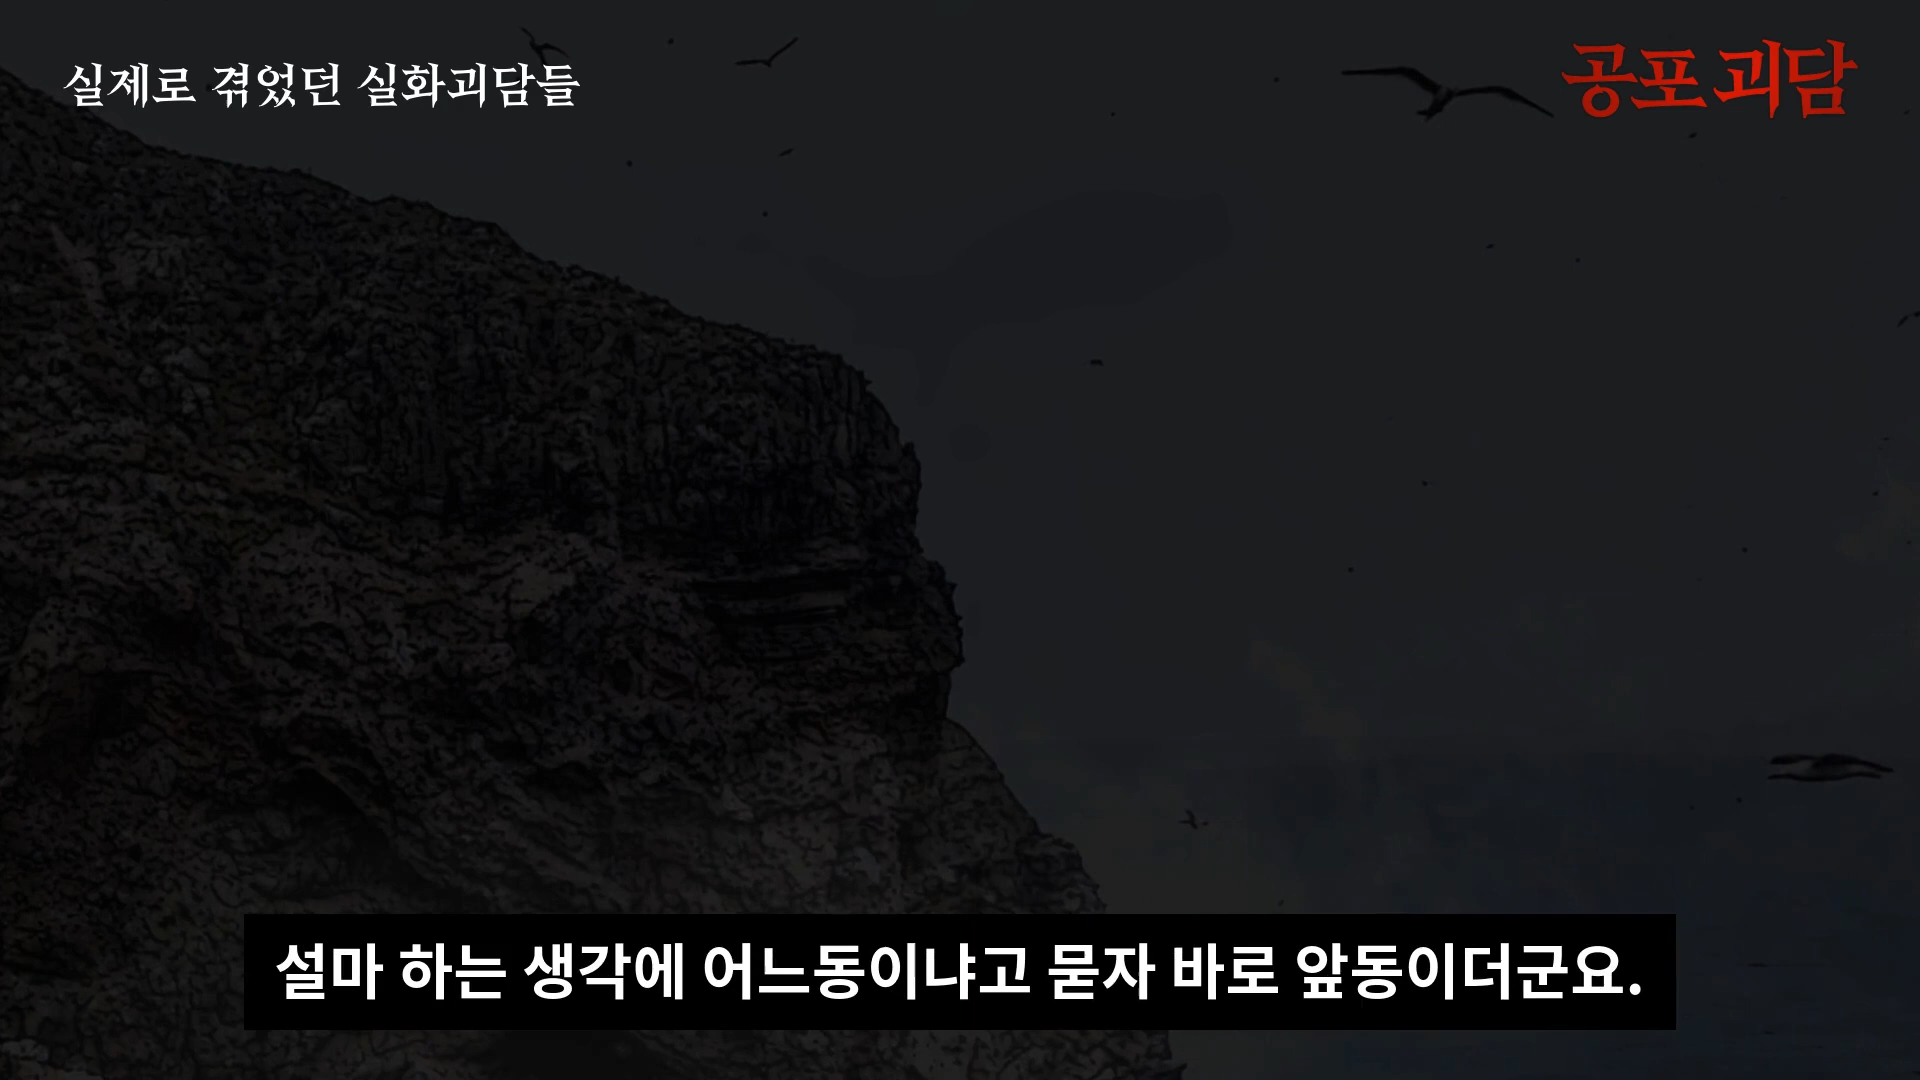 실제로 겪었던 실화괴담들
공포 괴담
설마 하는 생각에 어느동이냐고 묻자 바로 앞동이더군요.